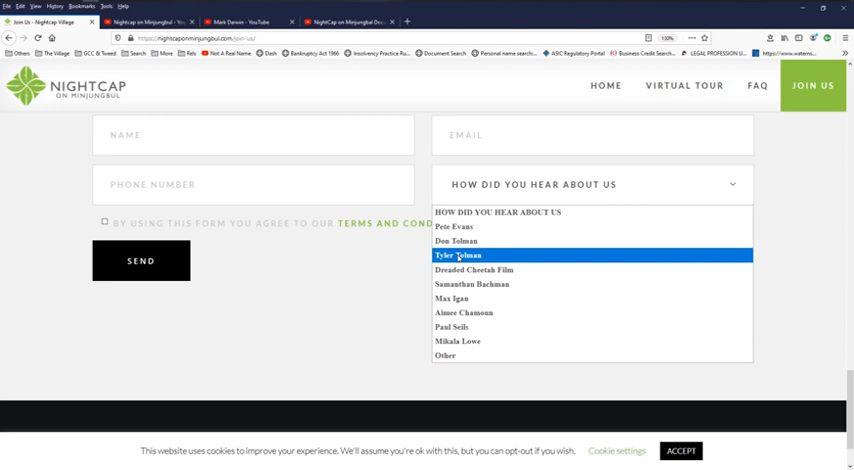 File Edit View History Bookmarks Tools Help
Join Us - Nightcap Village
Nightcap on Minjungbul - You
Mark Darwin - YouTube
NightCap on Minjungbul Doc
https://nightcaponminjungbul.com/join-us/
130%
Others
The Village
GCC & Tweed
Search
Not A Real Name
Dash
Bankruptcy Act 1966
Insolvency Practice Ru...
Document Search
Personal name search...
ASIC Regulatory Portal
Business Credit Search...
LEGAL PROFESSION U...
NIGHTCAP
ON MINJUNGBUL
HOME
VIRTUAL TOUR
FAQ
JOIN US
NAME
EMAIL
PHONE NUMBER
HOW DID YOU HEAR ABOUT US
HOW DID YOU HEAR ABOUT US
Pete Evans
Don Tolman
Tyler Tolman
Dreaded Cheetah Film
Samanthan Bachman
Max Igan
Aimee Chamoun
Paul Seils
Mikala Lowe
Other
BY USING THIS FORM YOU AGREE TO OUR TERMS AND COND
SEND
This website uses cookies to improve your experience. We'll assume you're ok with this, but you can opt-out if you wish.
Cookie settings
ACCEPT